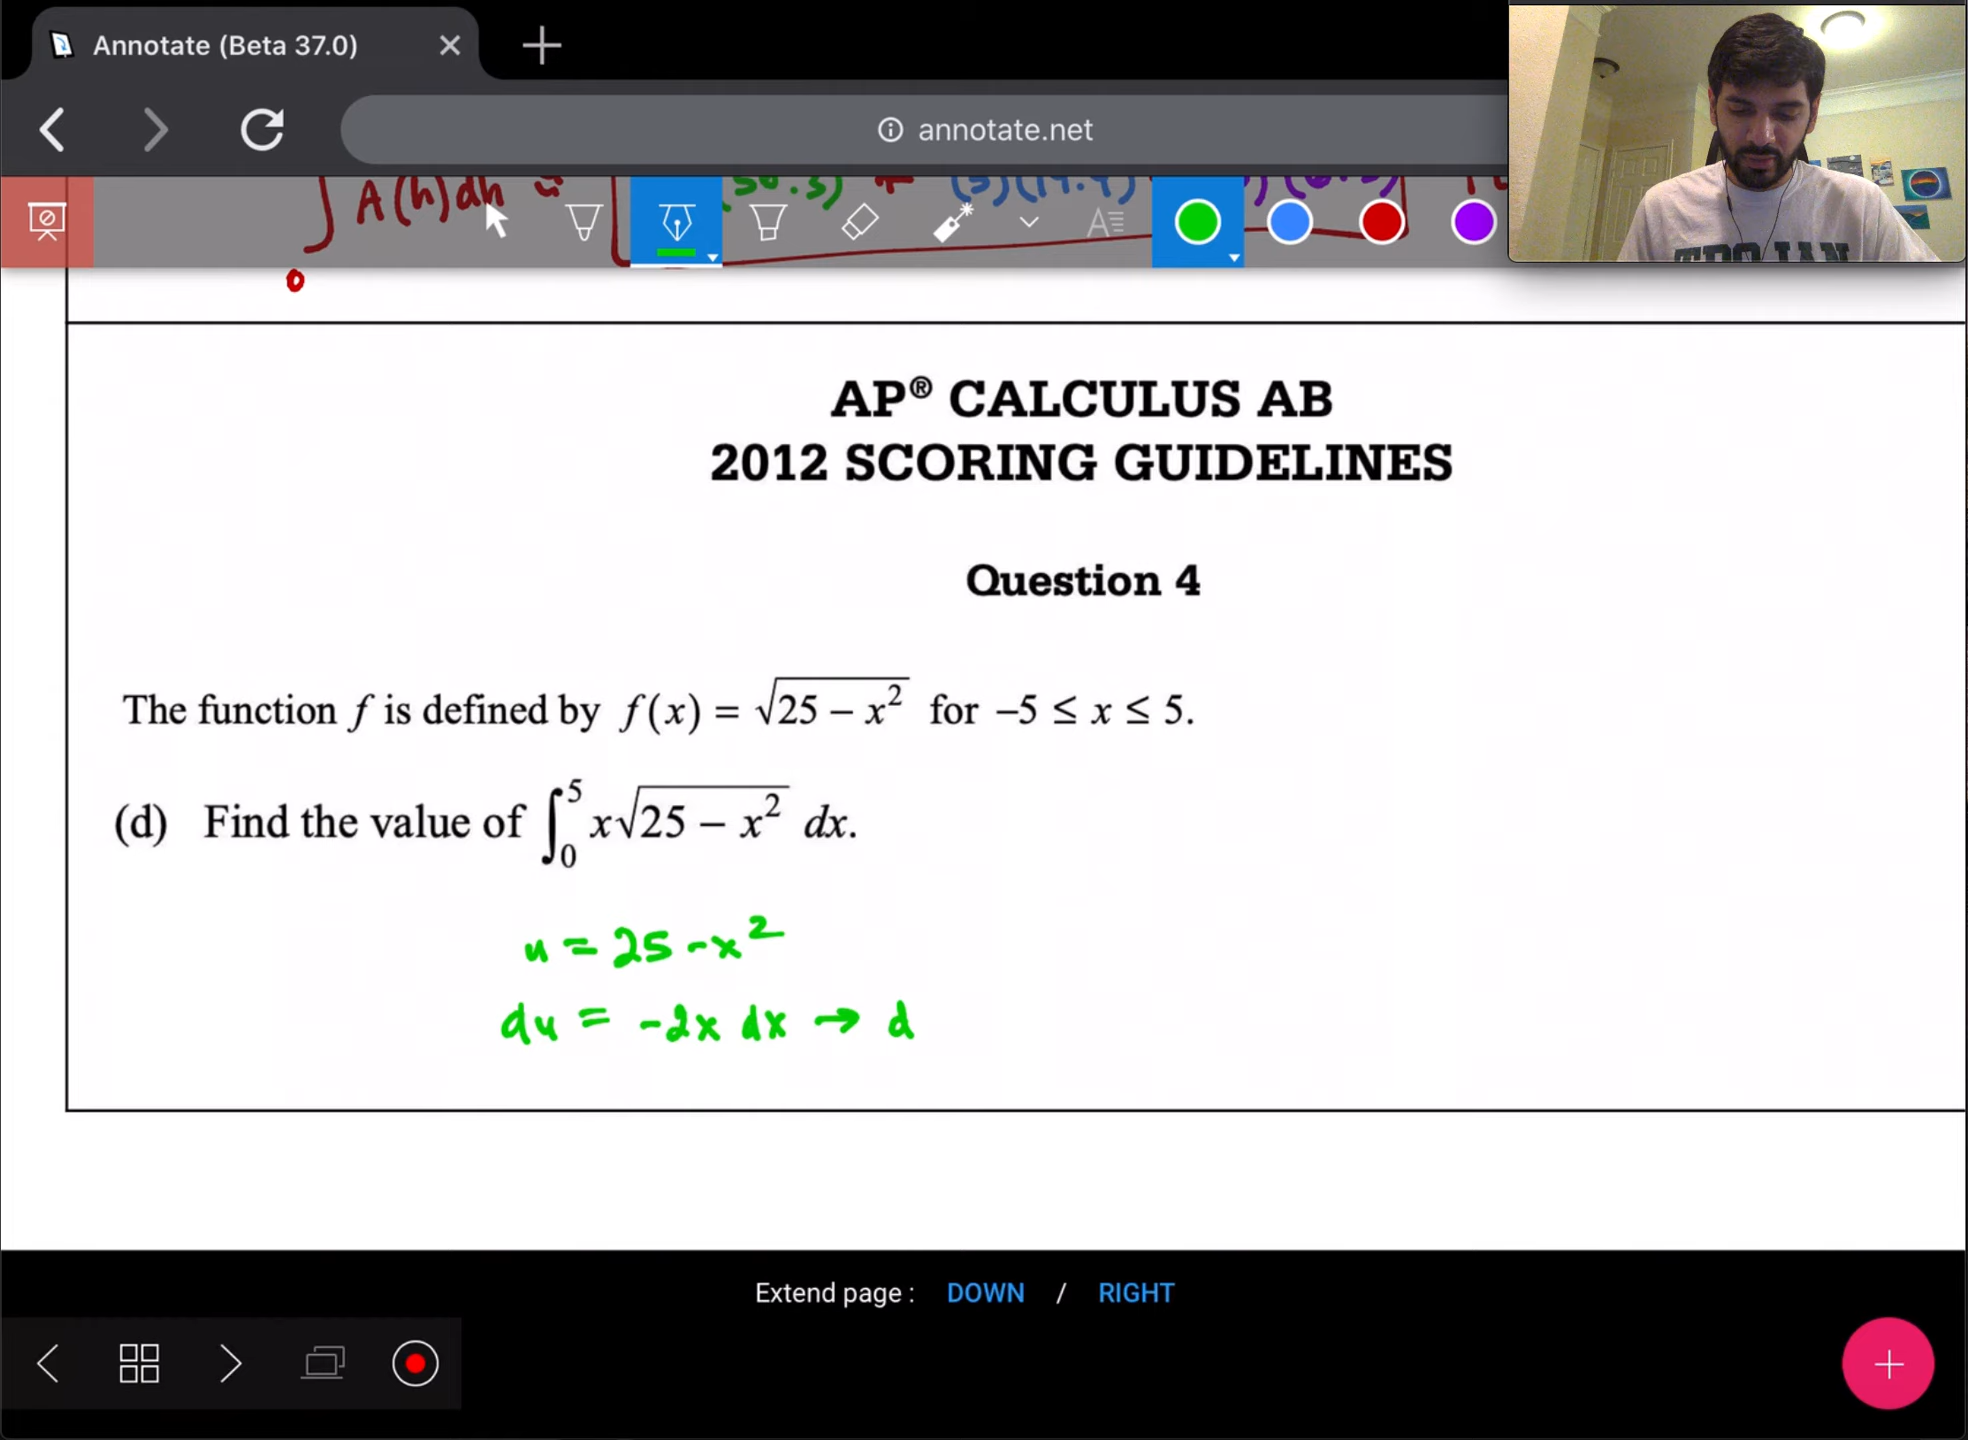 Annotate (Beta 37.0)
annotate.net
∫ A(h)dh ≈
0
AP® CALCULUS AB
2012 SCORING GUIDELINES
Question 4
The function f is defined by f(x) = √(25 − x²) for −5 ≤ x ≤ 5.
(d) Find the value of ∫₀⁵ x√(25 − x²) dx.
u = 25 - x²
du = -2x dx → d
Extend page : DOWN / RIGHT